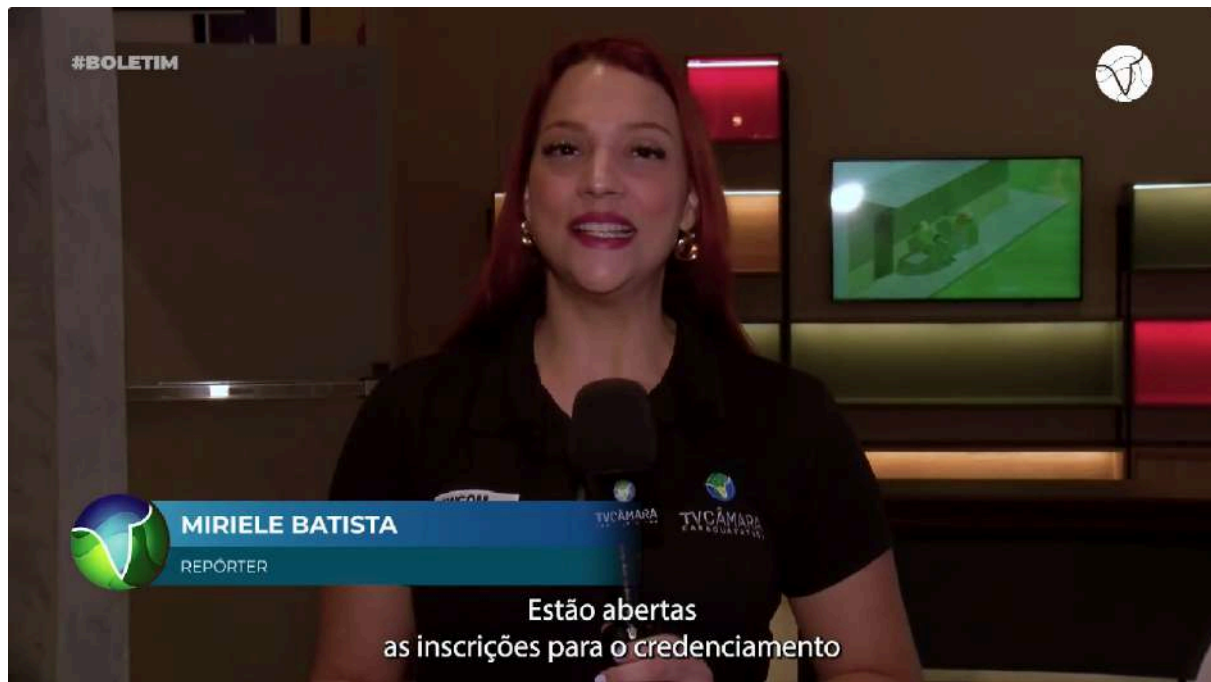 #BOLETIM
MIRIELE BATISTA
REPÓRTER
TVCÂMARA
TVCÂMARA
Estão abertas
as inscrições para o credenciamento